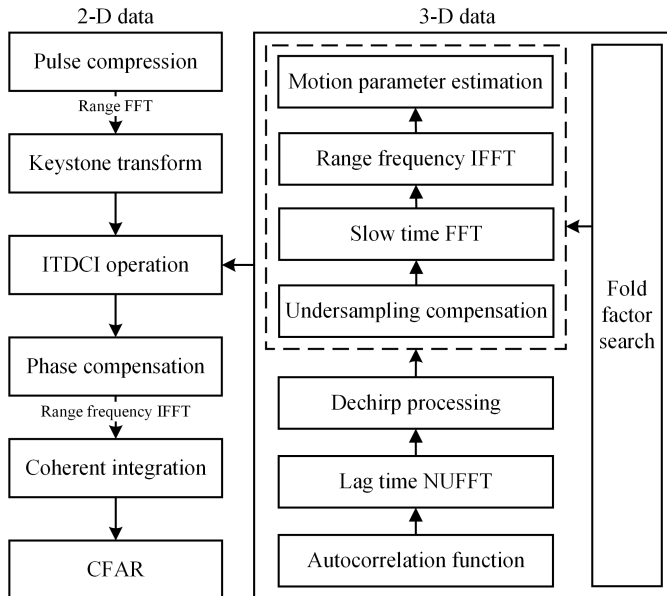 2-D data
Pulse compression
Range FFT
Keystone transform
ITDCI operation
Phase compensation
Range frequency IFFT
Coherent integration
CFAR
3-D data
Motion parameter estimation
Range frequency IFFT
Slow time FFT
Undersampling compensation
Dechirp processing
Lag time NUFFT
Autocorrelation function
Fold
factor
search